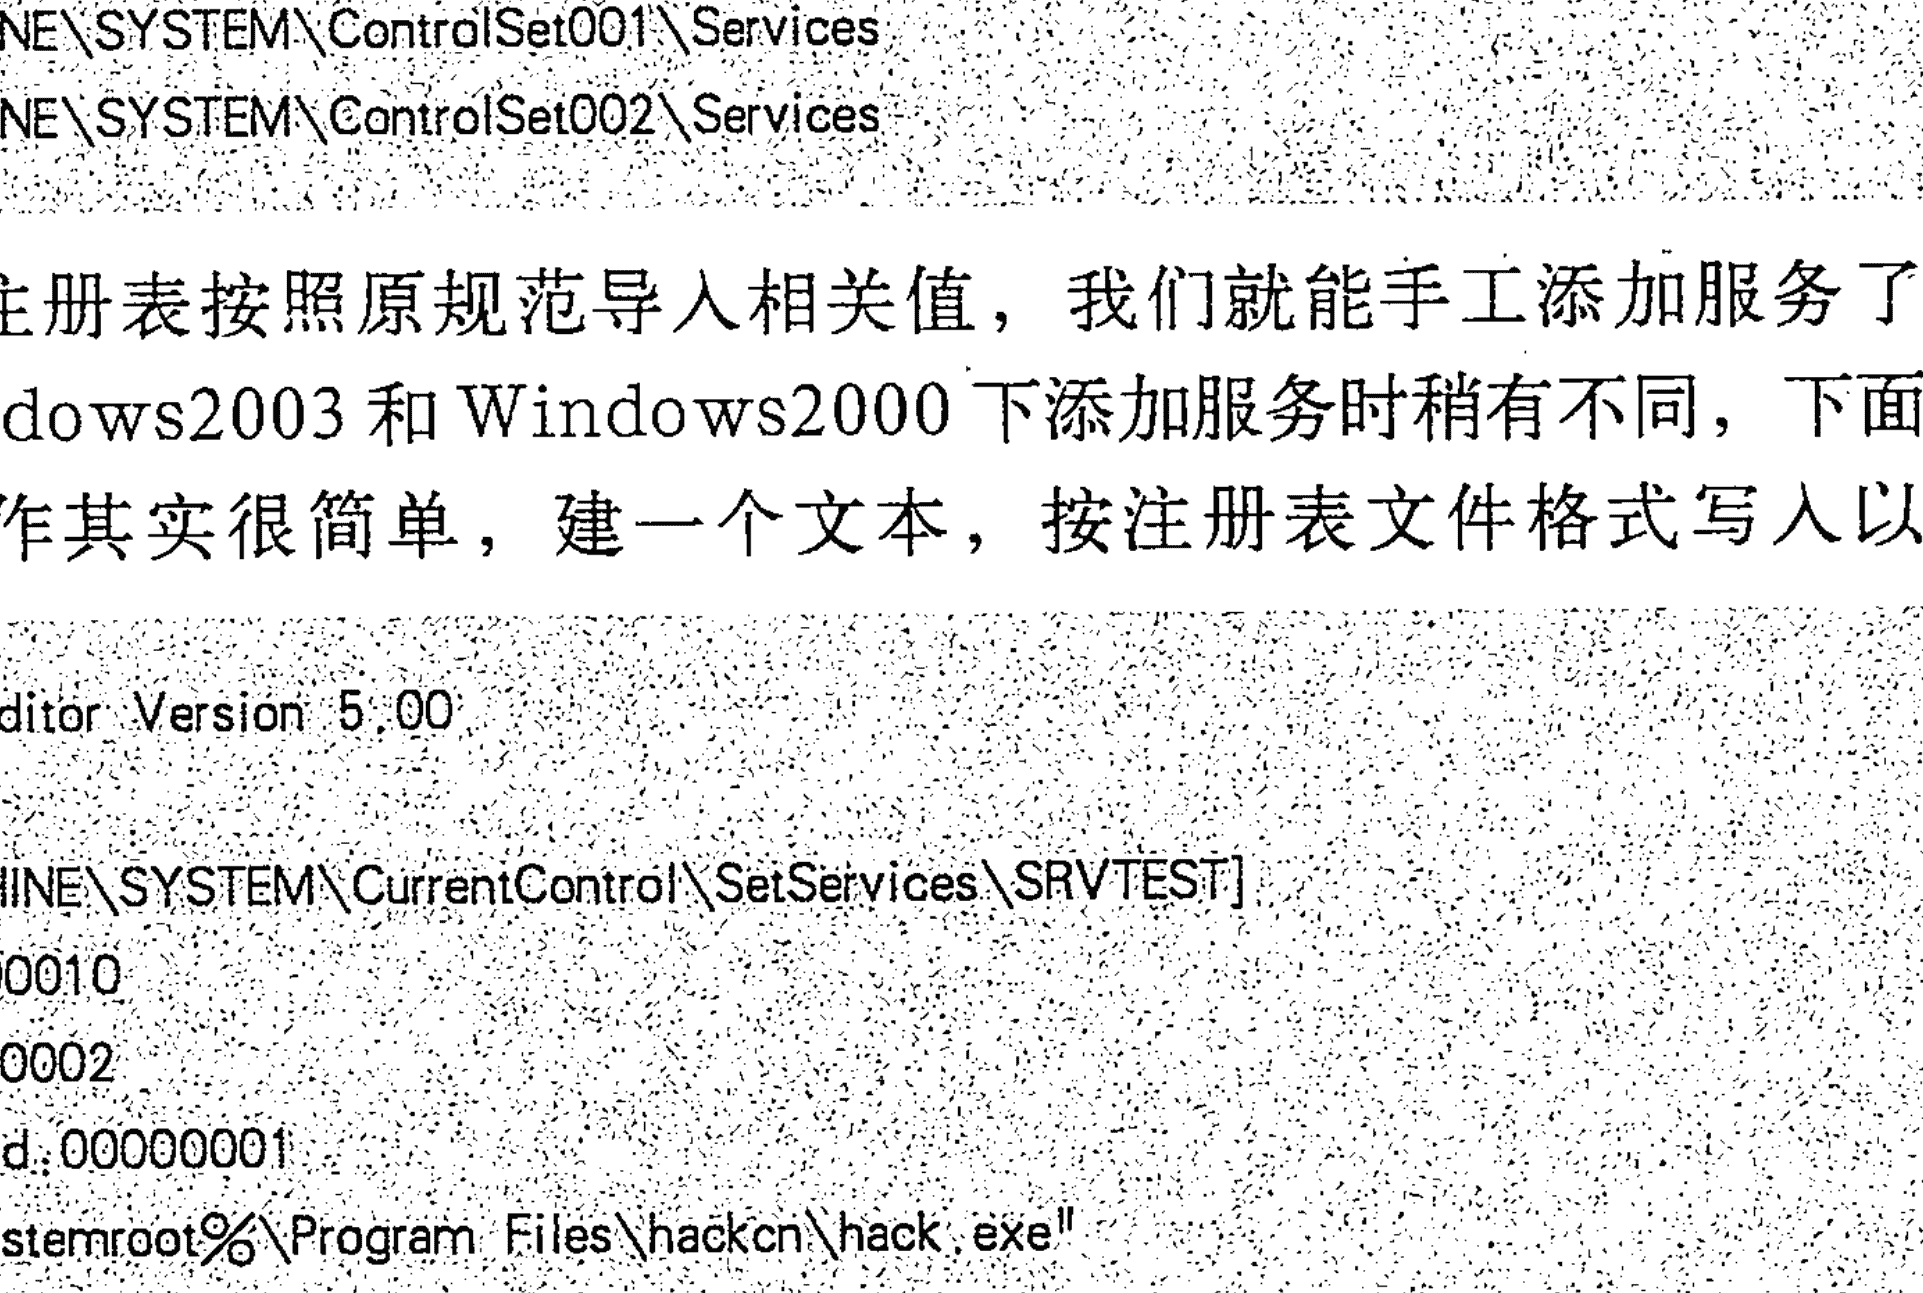 NE\SYSTEM\ControlSet001\Services
NE\SYSTEM\ControlSet002\Services
注册表按照原规范导入相关值，我们就能手工添加服务了
dows2003 和 Windows2000 下添加服务时稍有不同，下面
作其实很简单，建一个文本，按注册表文件格式写入以
ditor Version 5.00
HINE\SYSTEM\CurrentControl\SetServices\SRVTEST]
00010
0002
d:00000001
stemroot%\Program Files\hackcn\hack.exe"